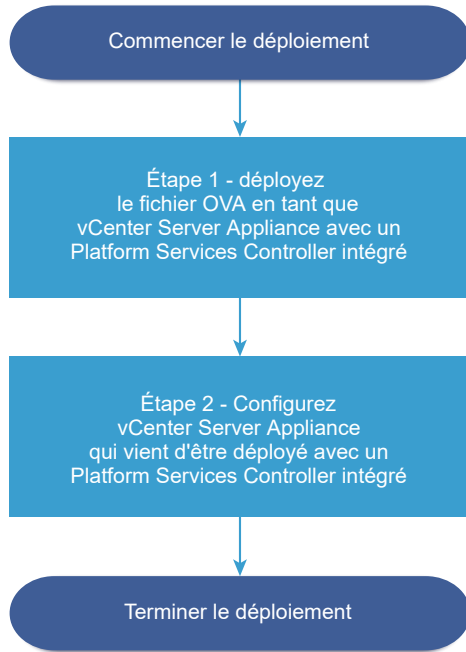 Commencer le déploiement
Étape 1 - déployez
le fichier OVA en tant que
vCenter Server Appliance avec un
Platform Services Controller intégré
Étape 2 - Configurez
vCenter Server Appliance
qui vient d'être déployé avec un
Platform Services Controller intégré
Terminer le déploiement